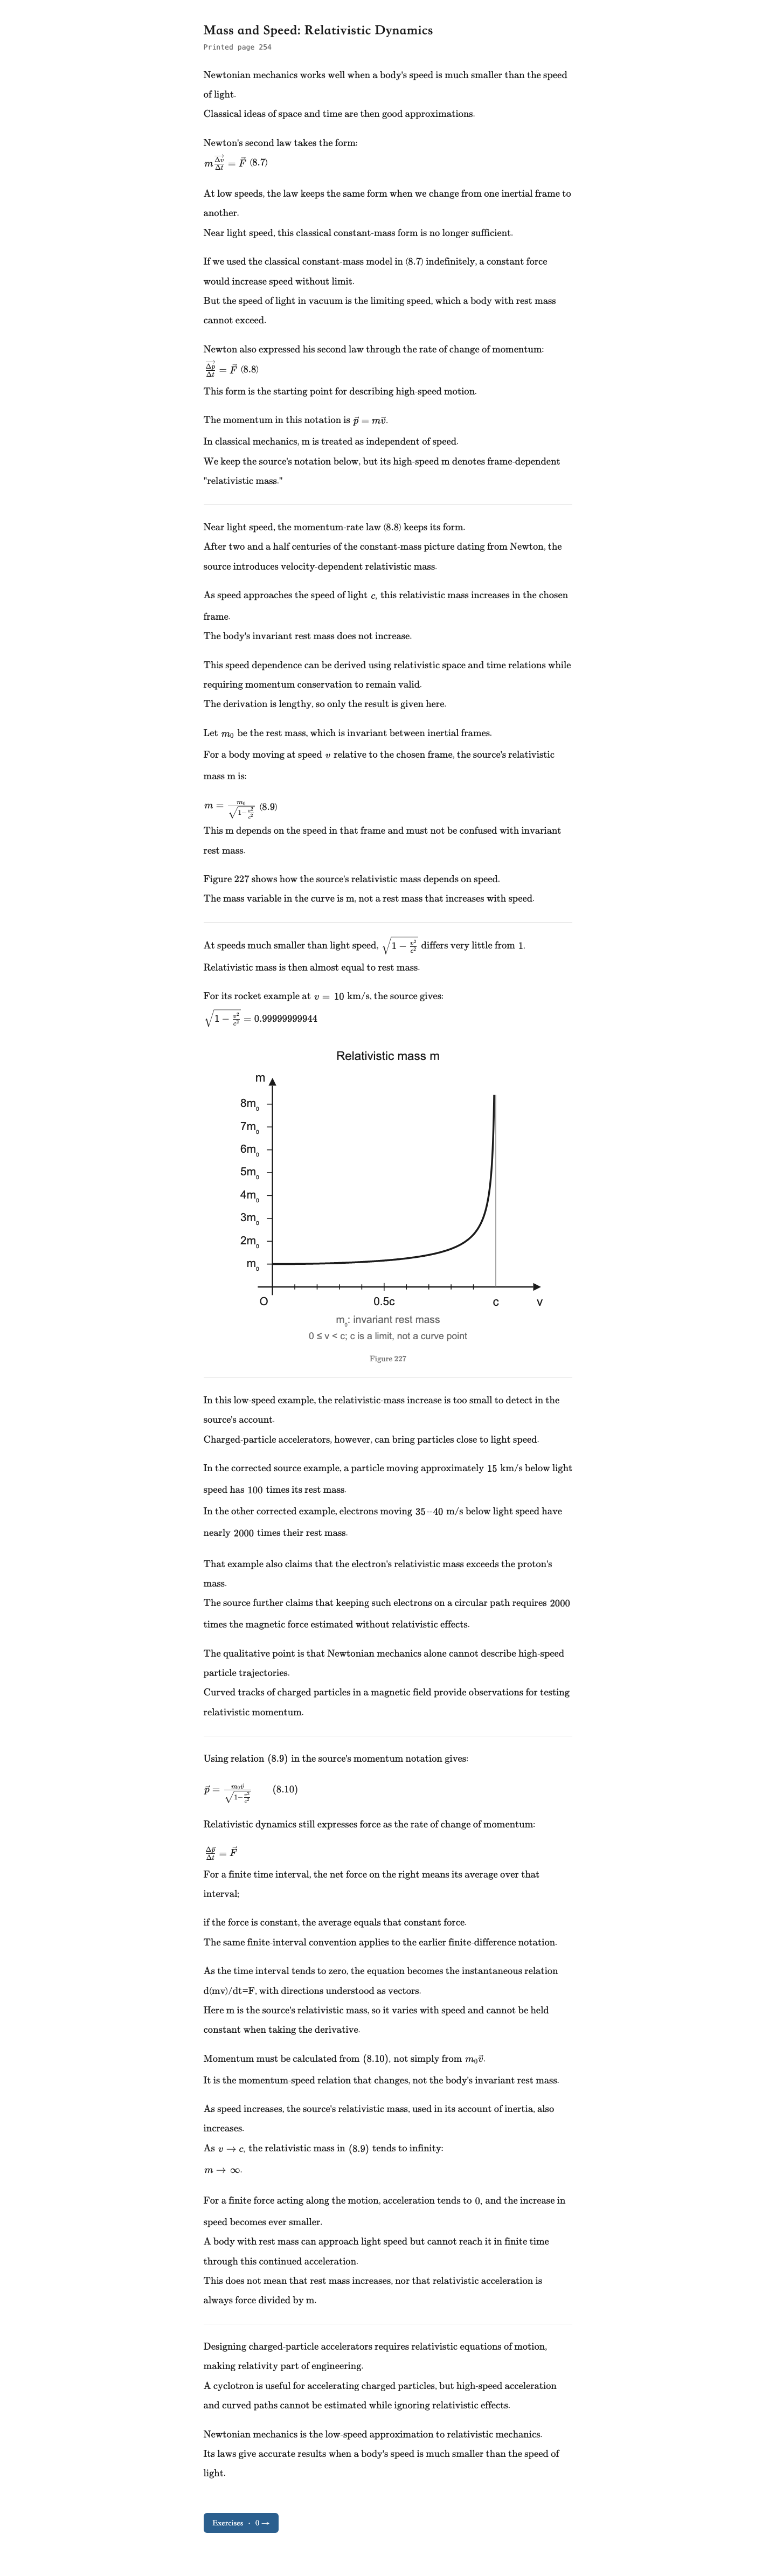 Mass and Speed: Relativistic Dynamics
Printed page 254
Newtonian mechanics works well when a body's speed is much smaller than the speed
of light.
Classical ideas of space and time are then good approximations.
Newton's second law takes the form:
m Δv⃗/Δt = F⃗ (8.7)
At low speeds, the law keeps the same form when we change from one inertial frame to
another.
Near light speed, this classical constant-mass form is no longer sufficient.
If we used the classical constant-mass model in (8.7) indefinitely, a constant force
would increase speed without limit.
But the speed of light in vacuum is the limiting speed, which a body with rest mass
cannot exceed.
Newton also expressed his second law through the rate of change of momentum:
Δp⃗/Δt = F⃗ (8.8)
This form is the starting point for describing high-speed motion.
The momentum in this notation is p⃗ = mv⃗.
In classical mechanics, m is treated as independent of speed.
We keep the source's notation below, but its high-speed m denotes frame-dependent
"relativistic mass."
Near light speed, the momentum-rate law (8.8) keeps its form.
After two and a half centuries of the constant-mass picture dating from Newton, the
source introduces velocity-dependent relativistic mass.
As speed approaches the speed of light c, this relativistic mass increases in the chosen
frame.
The body's invariant rest mass does not increase.
This speed dependence can be derived using relativistic space and time relations while
requiring momentum conservation to remain valid.
The derivation is lengthy, so only the result is given here.
Let m₀ be the rest mass, which is invariant between inertial frames.
For a body moving at speed v relative to the chosen frame, the source's relativistic
mass m is:
m = m₀/√(1−v²/c²) (8.9)
This m depends on the speed in that frame and must not be confused with invariant
rest mass.
Figure 227 shows how the source's relativistic mass depends on speed.
The mass variable in the curve is m, not a rest mass that increases with speed.
At speeds much smaller than light speed, √(1 − v²/c²) differs very little from 1.
Relativistic mass is then almost equal to rest mass.
For its rocket example at v = 10 km/s, the source gives:
√(1 − v²/c²) = 0.99999999944
Relativistic mass m
m
8m₀
7m₀
6m₀
5m₀
4m₀
3m₀
2m₀
m₀
O 0.5c c v
m₀: invariant rest mass
0 ≤ v < c; c is a limit, not a curve point
Figure 227
In this low-speed example, the relativistic-mass increase is too small to detect in the
source's account.
Charged-particle accelerators, however, can bring particles close to light speed.
In the corrected source example, a particle moving approximately 15 km/s below light
speed has 100 times its rest mass.
In the other corrected example, electrons moving 35–40 m/s below light speed have
nearly 2000 times their rest mass.
That example also claims that the electron's relativistic mass exceeds the proton's
mass.
The source further claims that keeping such electrons on a circular path requires 2000
times the magnetic force estimated without relativistic effects.
The qualitative point is that Newtonian mechanics alone cannot describe high-speed
particle trajectories.
Curved tracks of charged particles in a magnetic field provide observations for testing
relativistic momentum.
Using relation (8.9) in the source's momentum notation gives:
p⃗ = m₀v⃗/√(1−v²/c²) (8.10)
Relativistic dynamics still expresses force as the rate of change of momentum:
Δp⃗/Δt = F⃗
For a finite time interval, the net force on the right means its average over that
interval;
if the force is constant, the average equals that constant force.
The same finite-interval convention applies to the earlier finite-difference notation.
As the time interval tends to zero, the equation becomes the instantaneous relation
d(mv)/dt=F, with directions understood as vectors.
Here m is the source's relativistic mass, so it varies with speed and cannot be held
constant when taking the derivative.
Momentum must be calculated from (8.10), not simply from m₀v⃗.
It is the momentum-speed relation that changes, not the body's invariant rest mass.
As speed increases, the source's relativistic mass, used in its account of inertia, also
increases.
As v → c, the relativistic mass in (8.9) tends to infinity:
m → ∞.
For a finite force acting along the motion, acceleration tends to 0, and the increase in
speed becomes ever smaller.
A body with rest mass can approach light speed but cannot reach it in finite time
through this continued acceleration.
This does not mean that rest mass increases, nor that relativistic acceleration is
always force divided by m.
Designing charged-particle accelerators requires relativistic equations of motion,
making relativity part of engineering.
A cyclotron is useful for accelerating charged particles, but high-speed acceleration
and curved paths cannot be estimated while ignoring relativistic effects.
Newtonian mechanics is the low-speed approximation to relativistic mechanics.
Its laws give accurate results when a body's speed is much smaller than the speed of
light.
Exercises · 0 →